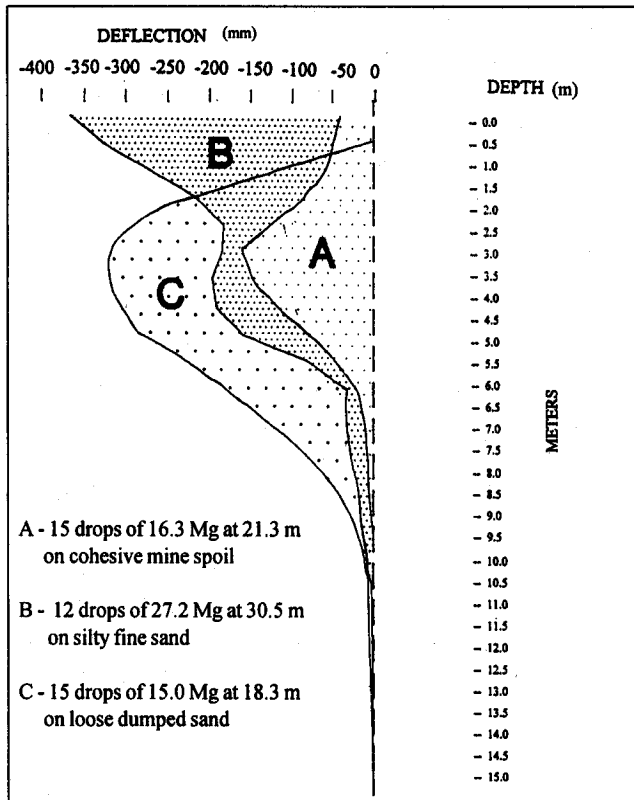 DEFLECTION (mm)
-400 -350 -300 -250 -200 -150 -100 -50 0
DEPTH (m)
- 0.0
- 0.5
- 1.0
- 1.5
- 2.0
- 2.5
- 3.0
- 3.5
- 4.0
- 4.5
- 5.0
- 5.5
- 6.0
- 6.5
- 7.0
- 7.5
- 8.0
- 8.5
- 9.0
- 9.5
- 10.0
- 10.5
- 11.0
- 11.5
- 12.0
- 12.5
- 13.0
- 13.5
- 14.0
- 14.5
- 15.0
METERS
B
A
C
A - 15 drops of 16.3 Mg at 21.3 m
on cohesive mine spoil
B - 12 drops of 27.2 Mg at 30.5 m
on silty fine sand
C - 15 drops of 15.0 Mg at 18.3 m
on loose dumped sand